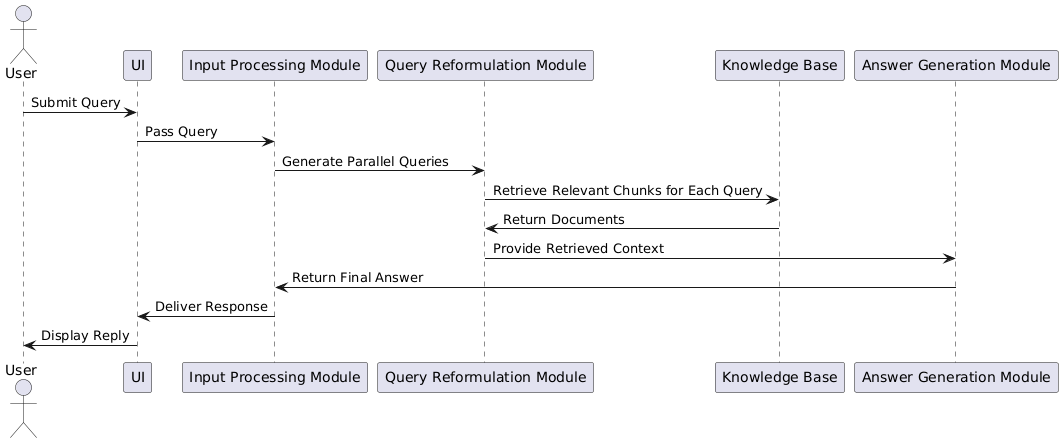 User
UI
Input Processing Module
Query Reformulation Module
Knowledge Base
Answer Generation Module
Submit Query
Pass Query
Generate Parallel Queries
Retrieve Relevant Chunks for Each Query
Return Documents
Provide Retrieved Context
Return Final Answer
Deliver Response
Display Reply
User
UI
Input Processing Module
Query Reformulation Module
Knowledge Base
Answer Generation Module